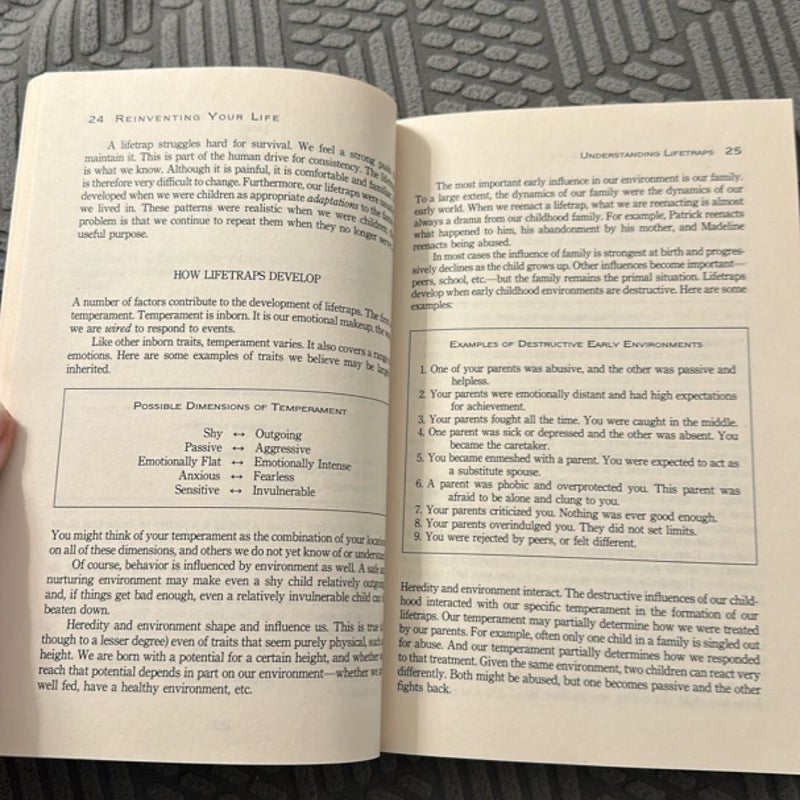 24 REINVENTING YOUR LIFE
A lifetrap struggles hard for survival. We feel a strong
maintain it. This is part of the human drive for consistency. The
is what we know. Although it is painful, it is comfortable and familiar
is therefore very difficult to change. Furthermore, our lifetraps were
developed when we were children as appropriate adaptations to the
we lived in. These patterns were realistic when we were children;
problem is that we continue to repeat them when they no longer
useful purpose.
HOW LIFETRAPS DEVELOP
A number of factors contribute to the development of lifetraps. The
temperament. Temperament is inborn. It is our emotional makeup, the
we are wired to respond to events.
Like other inborn traits, temperament varies. It also covers a range
emotions. Here are some examples of traits we believe may be
inherited.
POSSIBLE DIMENSIONS OF TEMPERAMENT
Shy ↔ Outgoing
Passive ↔ Aggressive
Emotionally Flat ↔ Emotionally Intense
Anxious ↔ Fearless
Sensitive ↔ Invulnerable
You might think of your temperament as the combination of your
on all of these dimensions, and others we do not yet know of or
Of course, behavior is influenced by environment as well. A safe
nurturing environment may make even a shy child relatively
and, if things get bad enough, even a relatively invulnerable child can
beaten down.
Heredity and environment shape and influence us. This is true
though to a lesser degree) even of traits that seem purely physical, such
height. We are born with a potential for a certain height, and whether
reach that potential depends in part on our environment—whether we
well fed, have a healthy environment, etc.
UNDERSTANDING LIFETRAPS 25
The most important early influence in our environment is our family.
To a large extent, the dynamics of our family were the dynamics of our
early world. When we reenact a lifetrap, what we are reenacting is almost
always a drama from our childhood family. For example, Patrick reenacts
what happened to him, his abandonment by his mother, and Madeline
reenacts being abused.
In most cases the influence of family is strongest at birth and progres-
sively declines as the child grows up. Other influences become important—
peers, school, etc.—but the family remains the primal situation. Lifetraps
develop when early childhood environments are destructive. Here are some
examples:
EXAMPLES OF DESTRUCTIVE EARLY ENVIRONMENTS
1. One of your parents was abusive, and the other was passive and
helpless.
2. Your parents were emotionally distant and had high expectations
for achievement.
3. Your parents fought all the time. You were caught in the middle.
4. One parent was sick or depressed and the other was absent. You
became the caretaker.
5. You became enmeshed with a parent. You were expected to act as
a substitute spouse.
6. A parent was phobic and overprotected you. This parent was
afraid to be alone and clung to you.
7. Your parents criticized you. Nothing was ever good enough.
8. Your parents overindulged you. They did not set limits.
9. You were rejected by peers, or felt different.
Heredity and environment interact. The destructive influences of our child-
hood interacted with our specific temperament in the formation of our
lifetraps. Our temperament may partially determine how we were treated
by our parents. For example, often only one child in a family is singled out
for abuse. And our temperament partially determines how we responded
to that treatment. Given the same environment, two children can react very
differently. Both might be abused, but one becomes passive and the other
fights back.